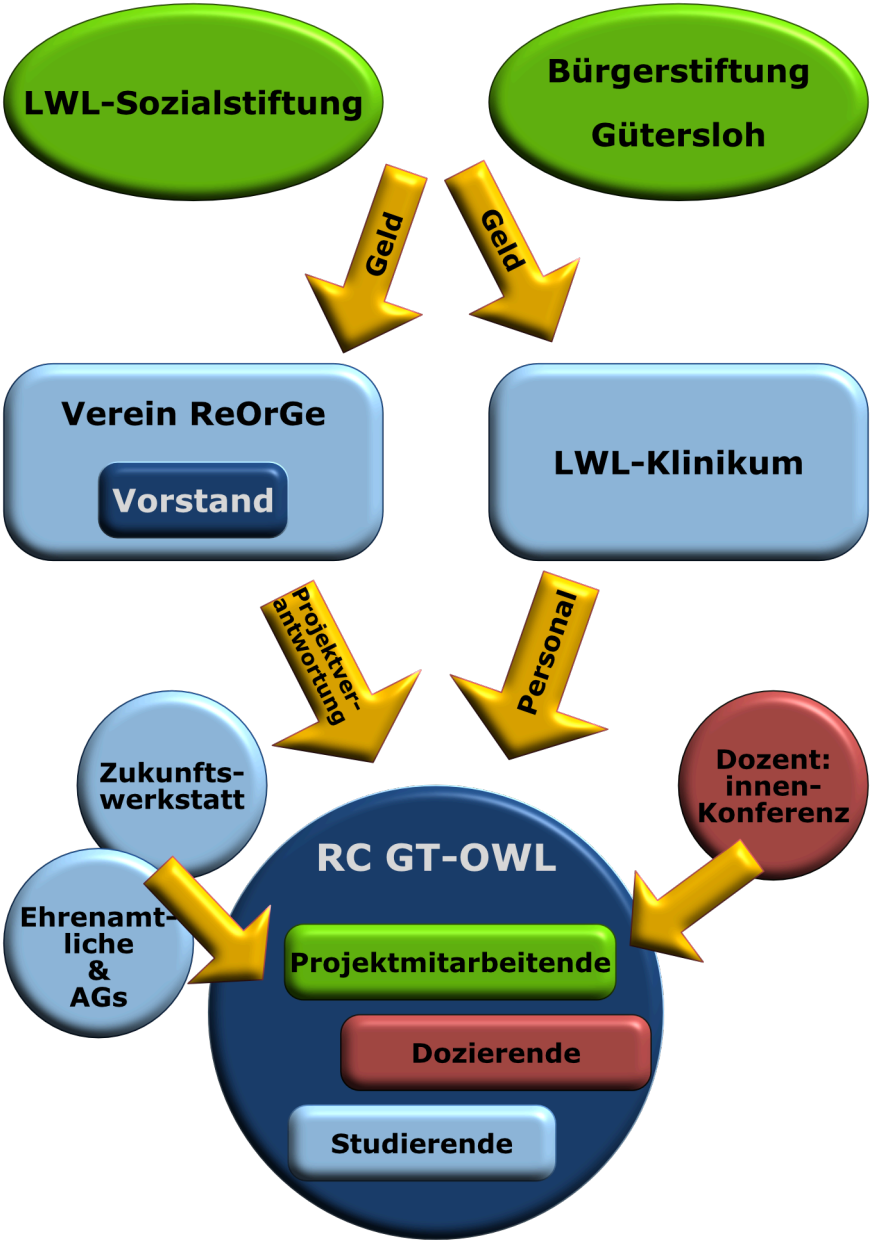 LWL-Sozialstiftung
Bürgerstiftung
Gütersloh
Geld
Geld
Verein ReOrGe
Vorstand
LWL-Klinikum
Projektver-
antwortung
Personal
Zukunfts-
werkstatt
Dozent:
innen-
Konferenz
Ehrenamt-
liche
&
AGs
RC GT-OWL
Projektmitarbeitende
Dozierende
Studierende